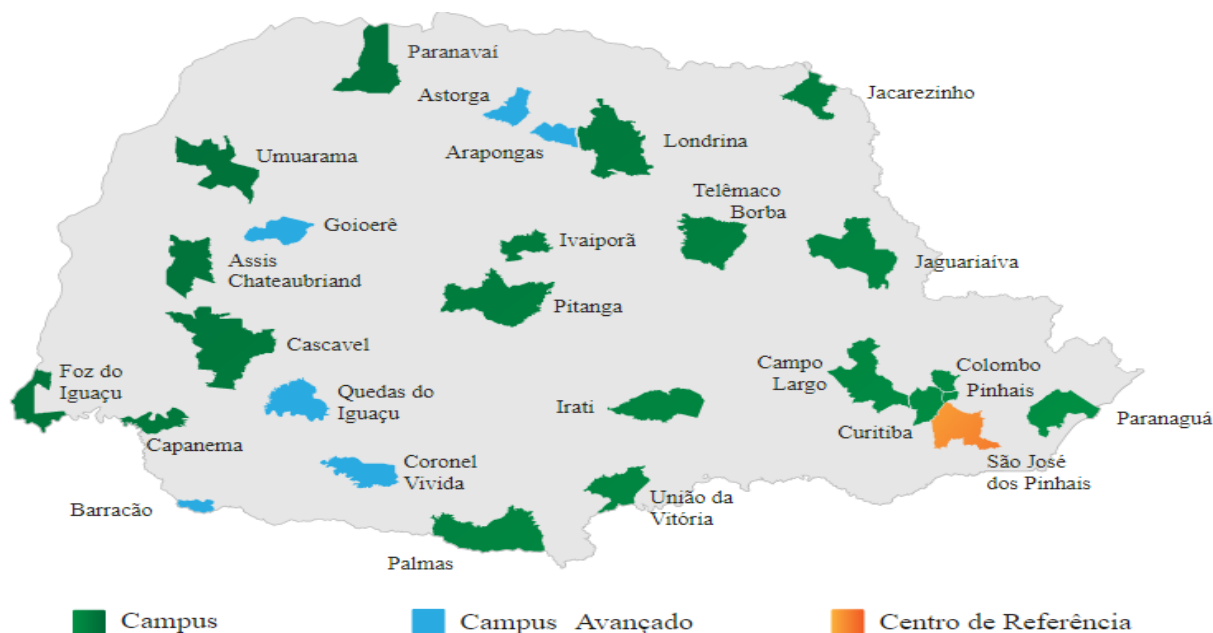 Paranavaí
Astorga
Jacarezinho
Arapongas
Londrina
Umuarama
Telêmaco
Borba
Goioerê
Ivaiporã
Assis
Chateaubriand
Jaguariaíva
Pitanga
Cascavel
Foz do
Iguaçu
Quedas do
Iguaçu
Campo
Largo
Colombo
Pinhais
Irati
Paranaguá
Capanema
Curitiba
São José
dos Pinhais
Coronel
Vivida
Barracão
União da
Vitória
Palmas
Campus
Campus Avançado
Centro de Referência